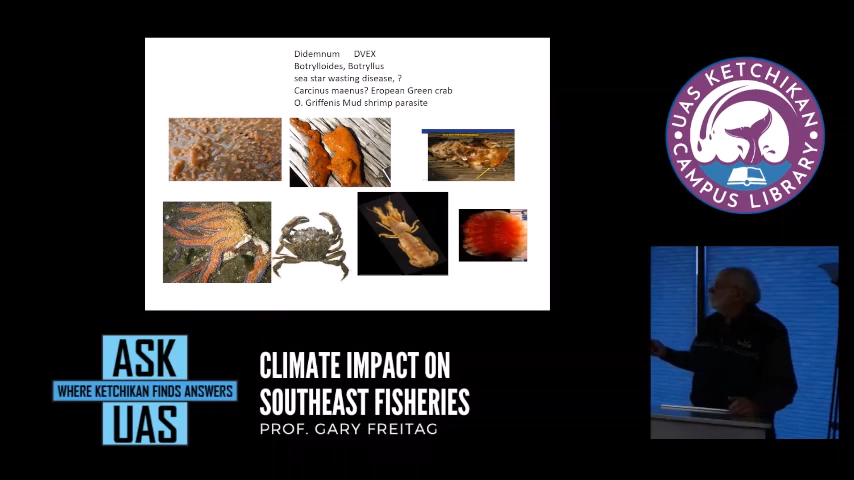 Didemnum DVEX
Botrylloides, Botryllus
sea star wasting disease, ?
Carcinus maenus? Eropean Green crab
O. Griffenis Mud shrimp parasite
UAS KETCHIKAN
CAMPUS LIBRARY
ASK
WHERE KETCHIKAN FINDS ANSWERS
UAS
CLIMATE IMPACT ON
SOUTHEAST FISHERIES
PROF. GARY FREITAG